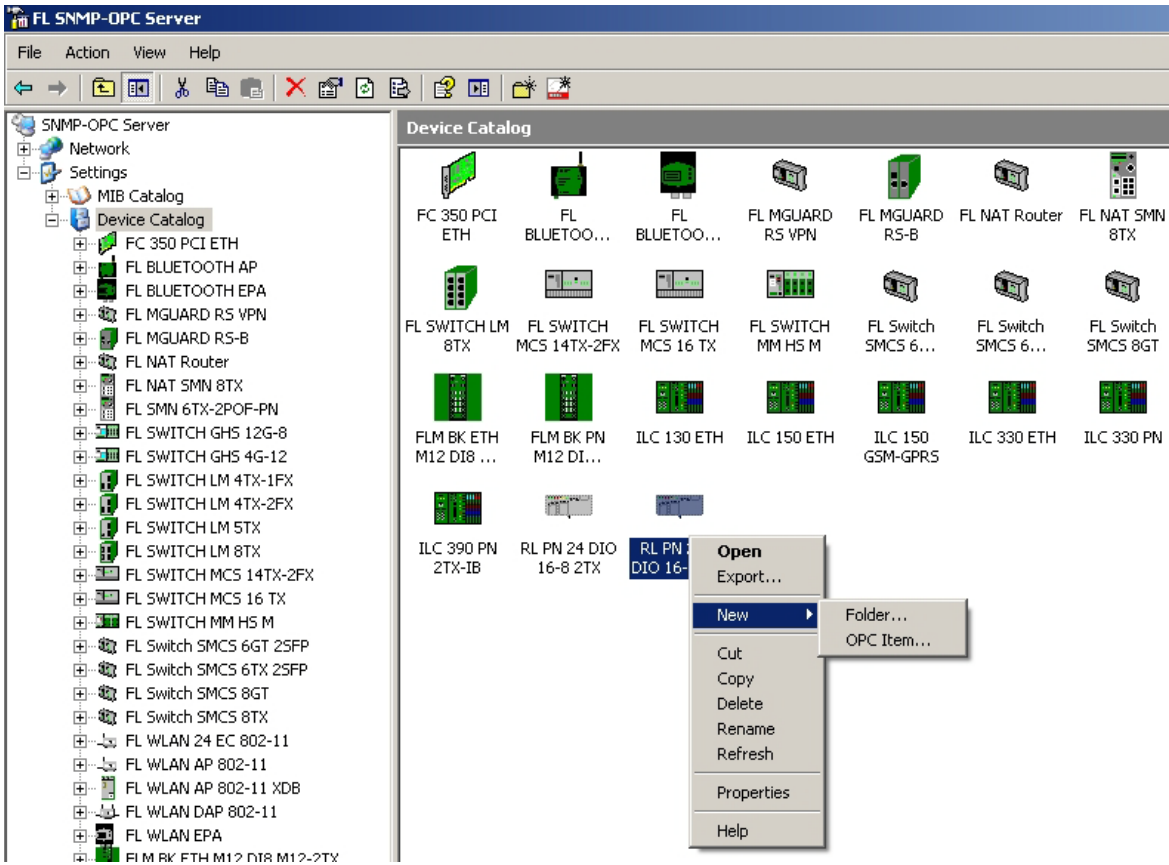 FL SNMP-OPC Server
File Action View Help
SNMP-OPC Server
Network
Settings
MIB Catalog
Device Catalog
FC 350 PCI ETH
FL BLUETOOTH AP
FL BLUETOOTH EPA
FL MGUARD RS VPN
FL MGUARD RS-B
FL NAT Router
FL NAT SMN 8TX
FL SMN 6TX-2POF-PN
FL SWITCH GHS 12G-8
FL SWITCH GHS 4G-12
FL SWITCH LM 4TX-1FX
FL SWITCH LM 4TX-2FX
FL SWITCH LM 5TX
FL SWITCH LM 8TX
FL SWITCH MCS 14TX-2FX
FL SWITCH MCS 16 TX
FL SWITCH MM HS M
FL Switch SMCS 6GT 2SFP
FL Switch SMCS 6TX 2SFP
FL Switch SMCS 8GT
FL Switch SMCS 8TX
FL WLAN 24 EC 802-11
FL WLAN AP 802-11
FL WLAN AP 802-11 XDB
FL WLAN DAP 802-11
FL WLAN EPA
FLM BK ETH M12 DI8 M12-2TX
Device Catalog
FC 350 PCI
ETH
FL
BLUETOO...
FL
BLUETOO...
FL MGUARD
RS VPN
FL MGUARD
RS-B
FL NAT Router
FL NAT SMN
8TX
FL SWITCH LM
8TX
FL SWITCH
MCS 14TX-2FX
FL SWITCH
MCS 16 TX
FL SWITCH
MM HS M
FL Switch
SMCS 6...
FL Switch
SMCS 6...
FL Switch
SMCS 8GT
FLM BK ETH
M12 DI8 ...
FLM BK PN
M12 DI...
ILC 130 ETH
ILC 150 ETH
ILC 150
GSM-GPRS
ILC 330 ETH
ILC 330 PN
ILC 390 PN
2TX-IB
RL PN 24 DIO
16-8 2TX
RL PN
DIO 16-
Open
Export...
New
Folder...
OPC Item...
Cut
Copy
Delete
Rename
Refresh
Properties
Help